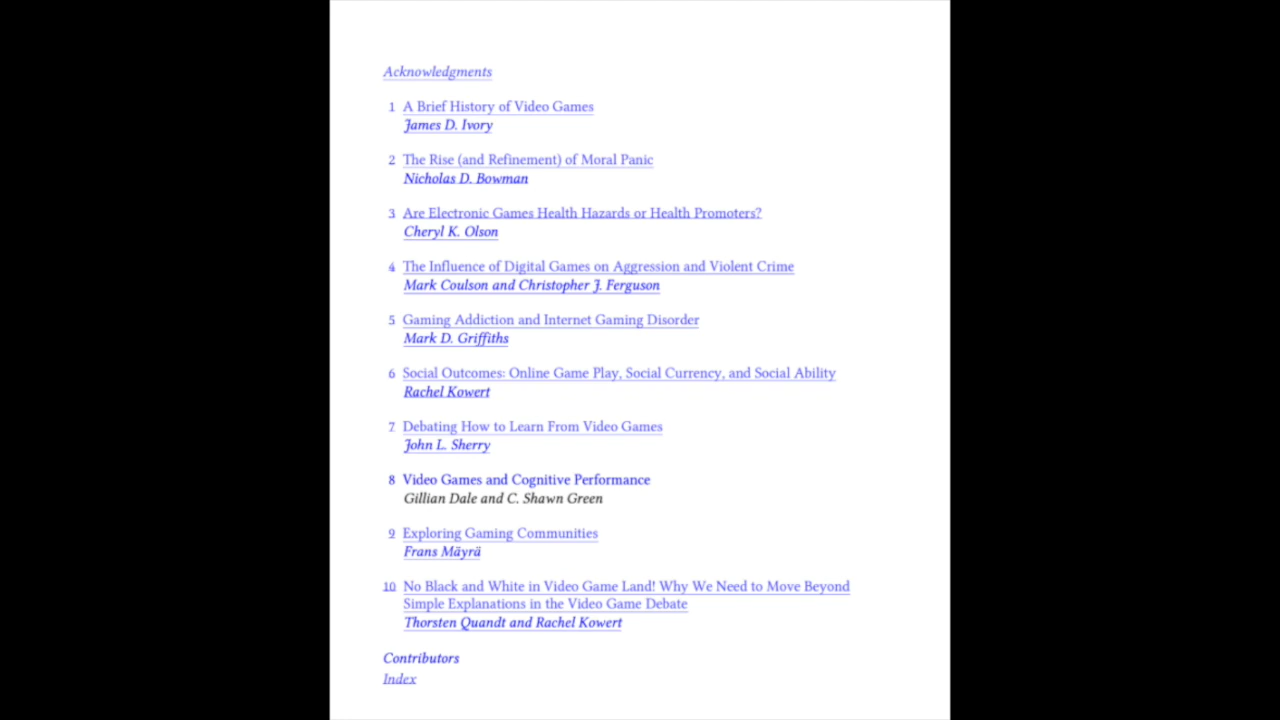 Acknowledgments
1 A Brief History of Video Games
James D. Ivory
2 The Rise (and Refinement) of Moral Panic
Nicholas D. Bowman
3 Are Electronic Games Health Hazards or Health Promoters?
Cheryl K. Olson
4 The Influence of Digital Games on Aggression and Violent Crime
Mark Coulson and Christopher J. Ferguson
5 Gaming Addiction and Internet Gaming Disorder
Mark D. Griffiths
6 Social Outcomes: Online Game Play, Social Currency, and Social Ability
Rachel Kowert
7 Debating How to Learn From Video Games
John L. Sherry
8 Video Games and Cognitive Performance
Gillian Dale and C. Shawn Green
9 Exploring Gaming Communities
Frans Mäyrä
10 No Black and White in Video Game Land! Why We Need to Move Beyond
Simple Explanations in the Video Game Debate
Thorsten Quandt and Rachel Kowert
Contributors
Index